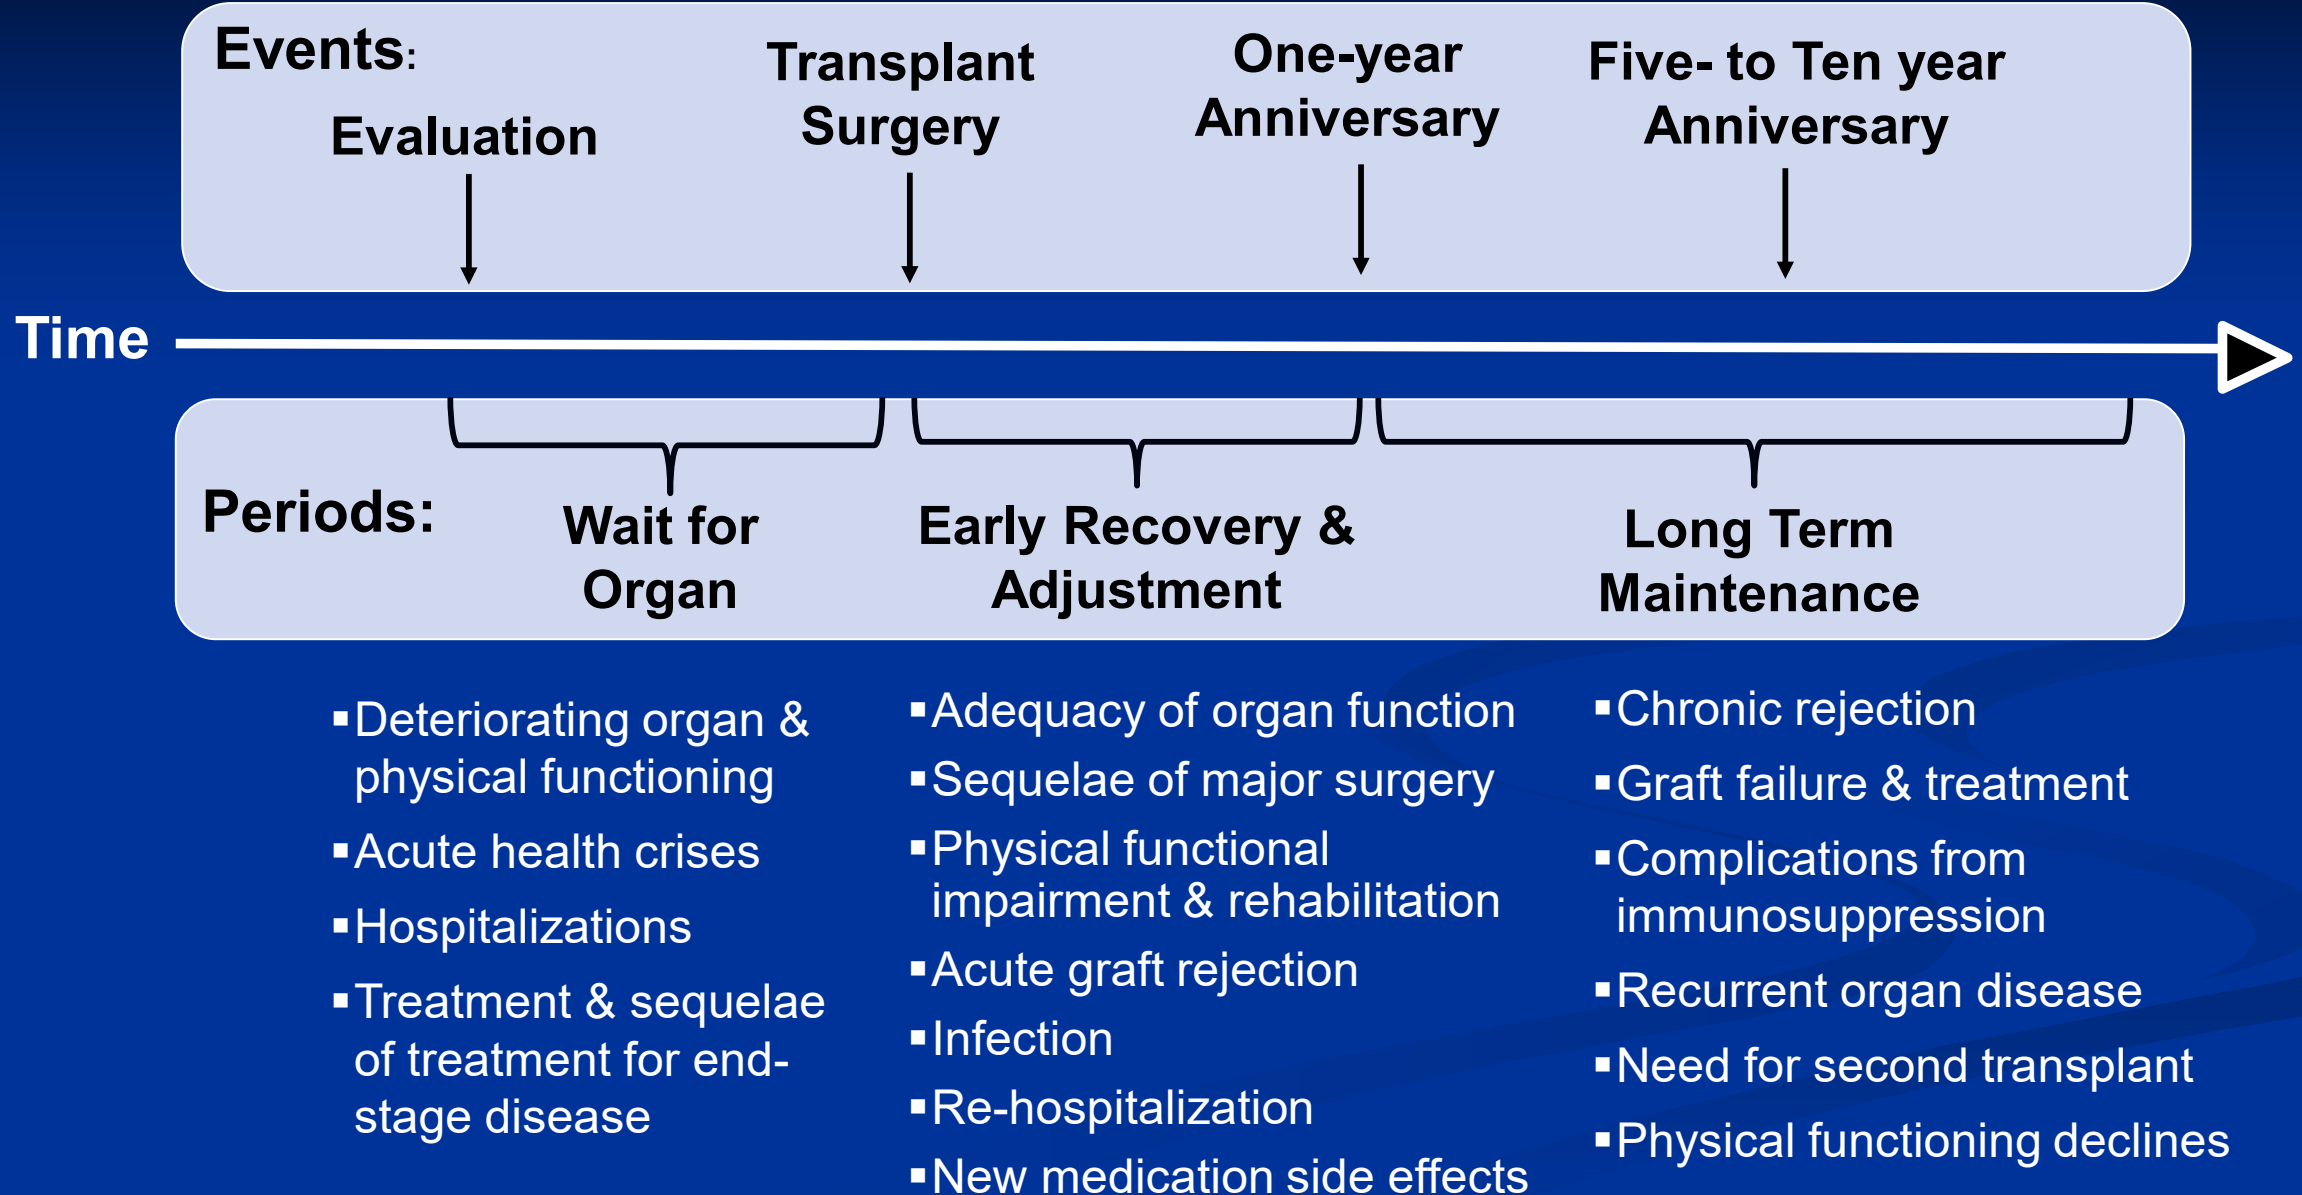 Events:
Evaluation
Transplant
Surgery
One-year
Anniversary
Five- to Ten year
Anniversary
Time
Periods:
Wait for
Organ
Early Recovery &
Adjustment
Long Term
Maintenance
▪Deteriorating organ &
physical functioning
▪Acute health crises
▪Hospitalizations
▪Treatment & sequelae
of treatment for end-
stage disease
▪Adequacy of organ function
▪Sequelae of major surgery
▪Physical functional
impairment & rehabilitation
▪Acute graft rejection
▪Infection
▪Re-hospitalization
▪New medication side effects
▪Chronic rejection
▪Graft failure & treatment
▪Complications from
immunosuppression
▪Recurrent organ disease
▪Need for second transplant
▪Physical functioning declines